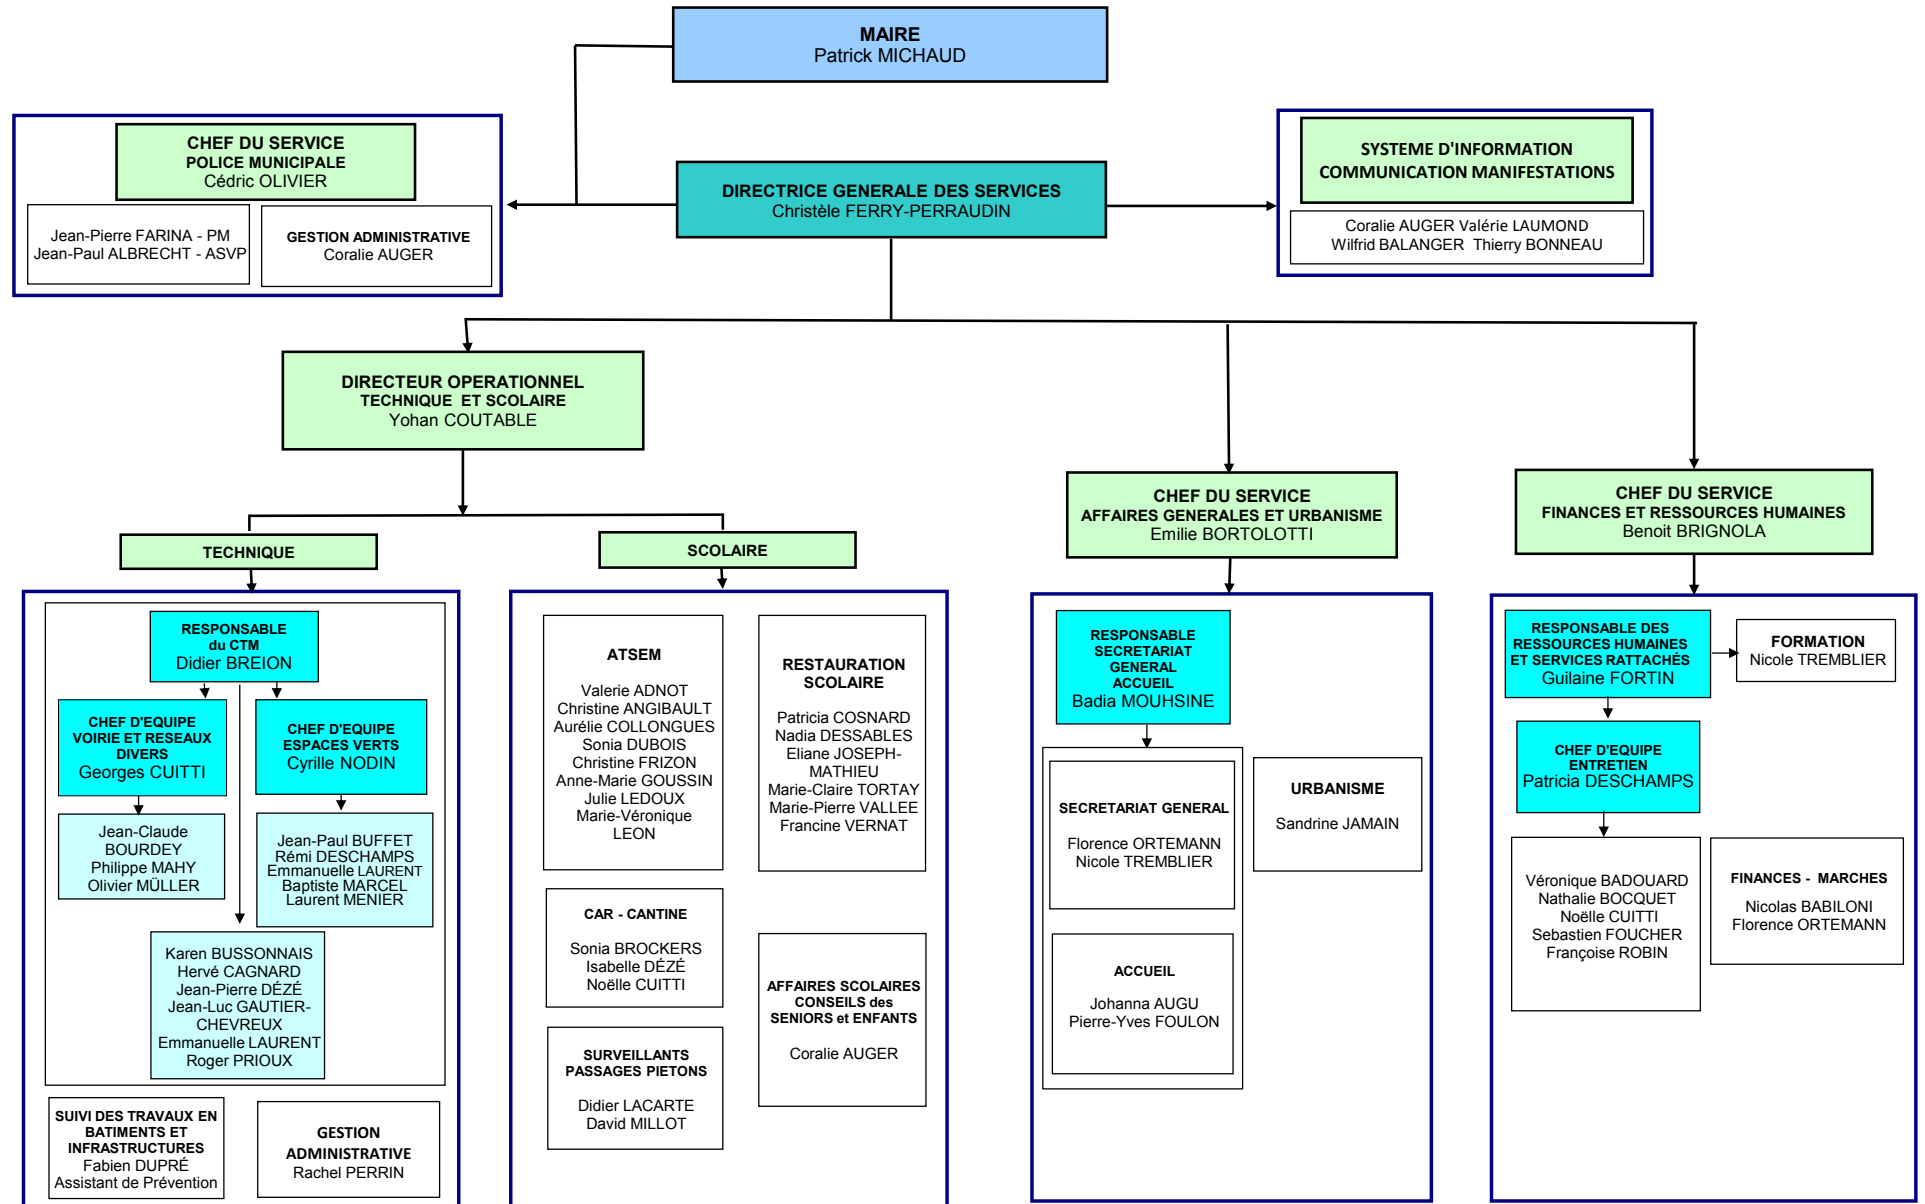 MAIRE
Patrick MICHAUD
CHEF DU SERVICE
POLICE MUNICIPALE
Cédric OLIVIER
Jean-Pierre FARINA - PM
Jean-Paul ALBRECHT - ASVP
GESTION ADMINISTRATIVE
Coralie AUGER
DIRECTRICE GENERALE DES SERVICES
Christèle FERRY-PERRAUDIN
SYSTEME D'INFORMATION
COMMUNICATION MANIFESTATIONS
Coralie AUGER Valérie LAUMOND
Wilfrid BALANGER Thierry BONNEAU
DIRECTEUR OPERATIONNEL
TECHNIQUE ET SCOLAIRE
Yohan COUTABLE
CHEF DU SERVICE
AFFAIRES GENERALES ET URBANISME
Emilie BORTOLOTTI
CHEF DU SERVICE
FINANCES ET RESSOURCES HUMAINES
Benoit BRIGNOLA
TECHNIQUE
SCOLAIRE
RESPONSABLE
du CTM
Didier BREION
CHEF D'EQUIPE
VOIRIE ET RESEAUX
DIVERS
Georges CUITTI
CHEF D'EQUIPE
ESPACES VERTS
Cyrille NODIN
Jean-Claude
BOURDEY
Philippe MAHY
Olivier MÜLLER
Jean-Paul BUFFET
Rémi DESCHAMPS
Emmanuelle LAURENT
Baptiste MARCEL
Laurent MENIER
Karen BUSSONNAIS
Hervé CAGNARD
Jean-Pierre DÉZÉ
Jean-Luc GAUTIER-
CHEVREUX
Emmanuelle LAURENT
Roger PRIOUX
SUIVI DES TRAVAUX EN
BATIMENTS ET
INFRASTRUCTURES
Fabien DUPRÉ
Assistant de Prévention
GESTION
ADMINISTRATIVE
Rachel PERRIN
ATSEM
Valerie ADNOT
Christine ANGIBAULT
Aurélie COLLONGUES
Sonia DUBOIS
Christine FRIZON
Anne-Marie GOUSSIN
Julie LEDOUX
Marie-Véronique
LEON
RESTAURATION
SCOLAIRE
Patricia COSNARD
Nadia DESSABLES
Eliane JOSEPH-
MATHIEU
Marie-Claire TORTAY
Marie-Pierre VALLEE
Francine VERNAT
CAR - CANTINE
Sonia BROCKERS
Isabelle DÉZÉ
Noëlle CUITTI
AFFAIRES SCOLAIRES
CONSEILS des
SENIORS et ENFANTS
Coralie AUGER
SURVEILLANTS
PASSAGES PIETONS
Didier LACARTE
David MILLOT
RESPONSABLE
SECRETARIAT
GENERAL
ACCUEIL
Badia MOUHSINE
SECRETARIAT GENERAL
Florence ORTEMANN
Nicole TREMBLIER
URBANISME
Sandrine JAMAIN
ACCUEIL
Johanna AUGU
Pierre-Yves FOULON
RESPONSABLE DES
RESSOURCES HUMAINES
ET SERVICES RATTACHÉS
Guilaine FORTIN
FORMATION
Nicole TREMBLIER
CHEF D'EQUIPE
ENTRETIEN
Patricia DESCHAMPS
Véronique BADOUARD
Nathalie BOCQUET
Noëlle CUITTI
Sebastien FOUCHER
Françoise ROBIN
FINANCES - MARCHES
Nicolas BABILONI
Florence ORTEMANN